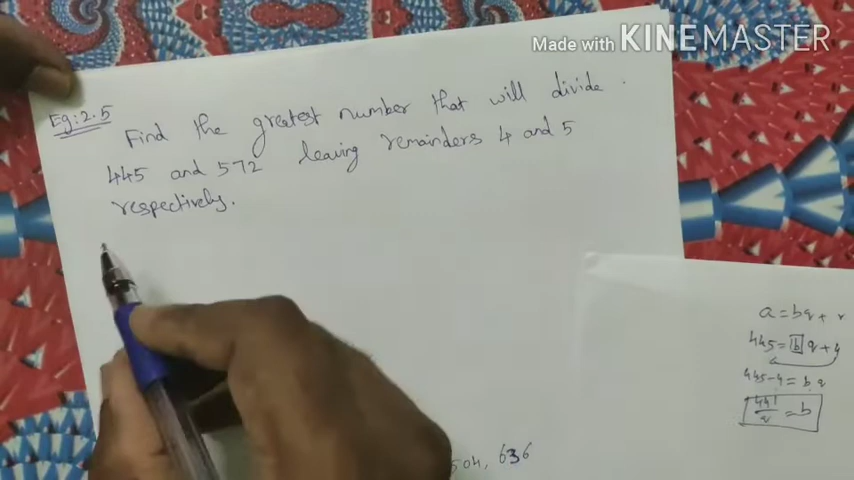 Made with KINEMASTER
Eg:2.5 Find the greatest number that will divide
445 and 572 leaving remainders 4 and 5
respectively.
a = bq + r
445 = b q + 4
445 - 4 = b q
441/q = b
504, 636